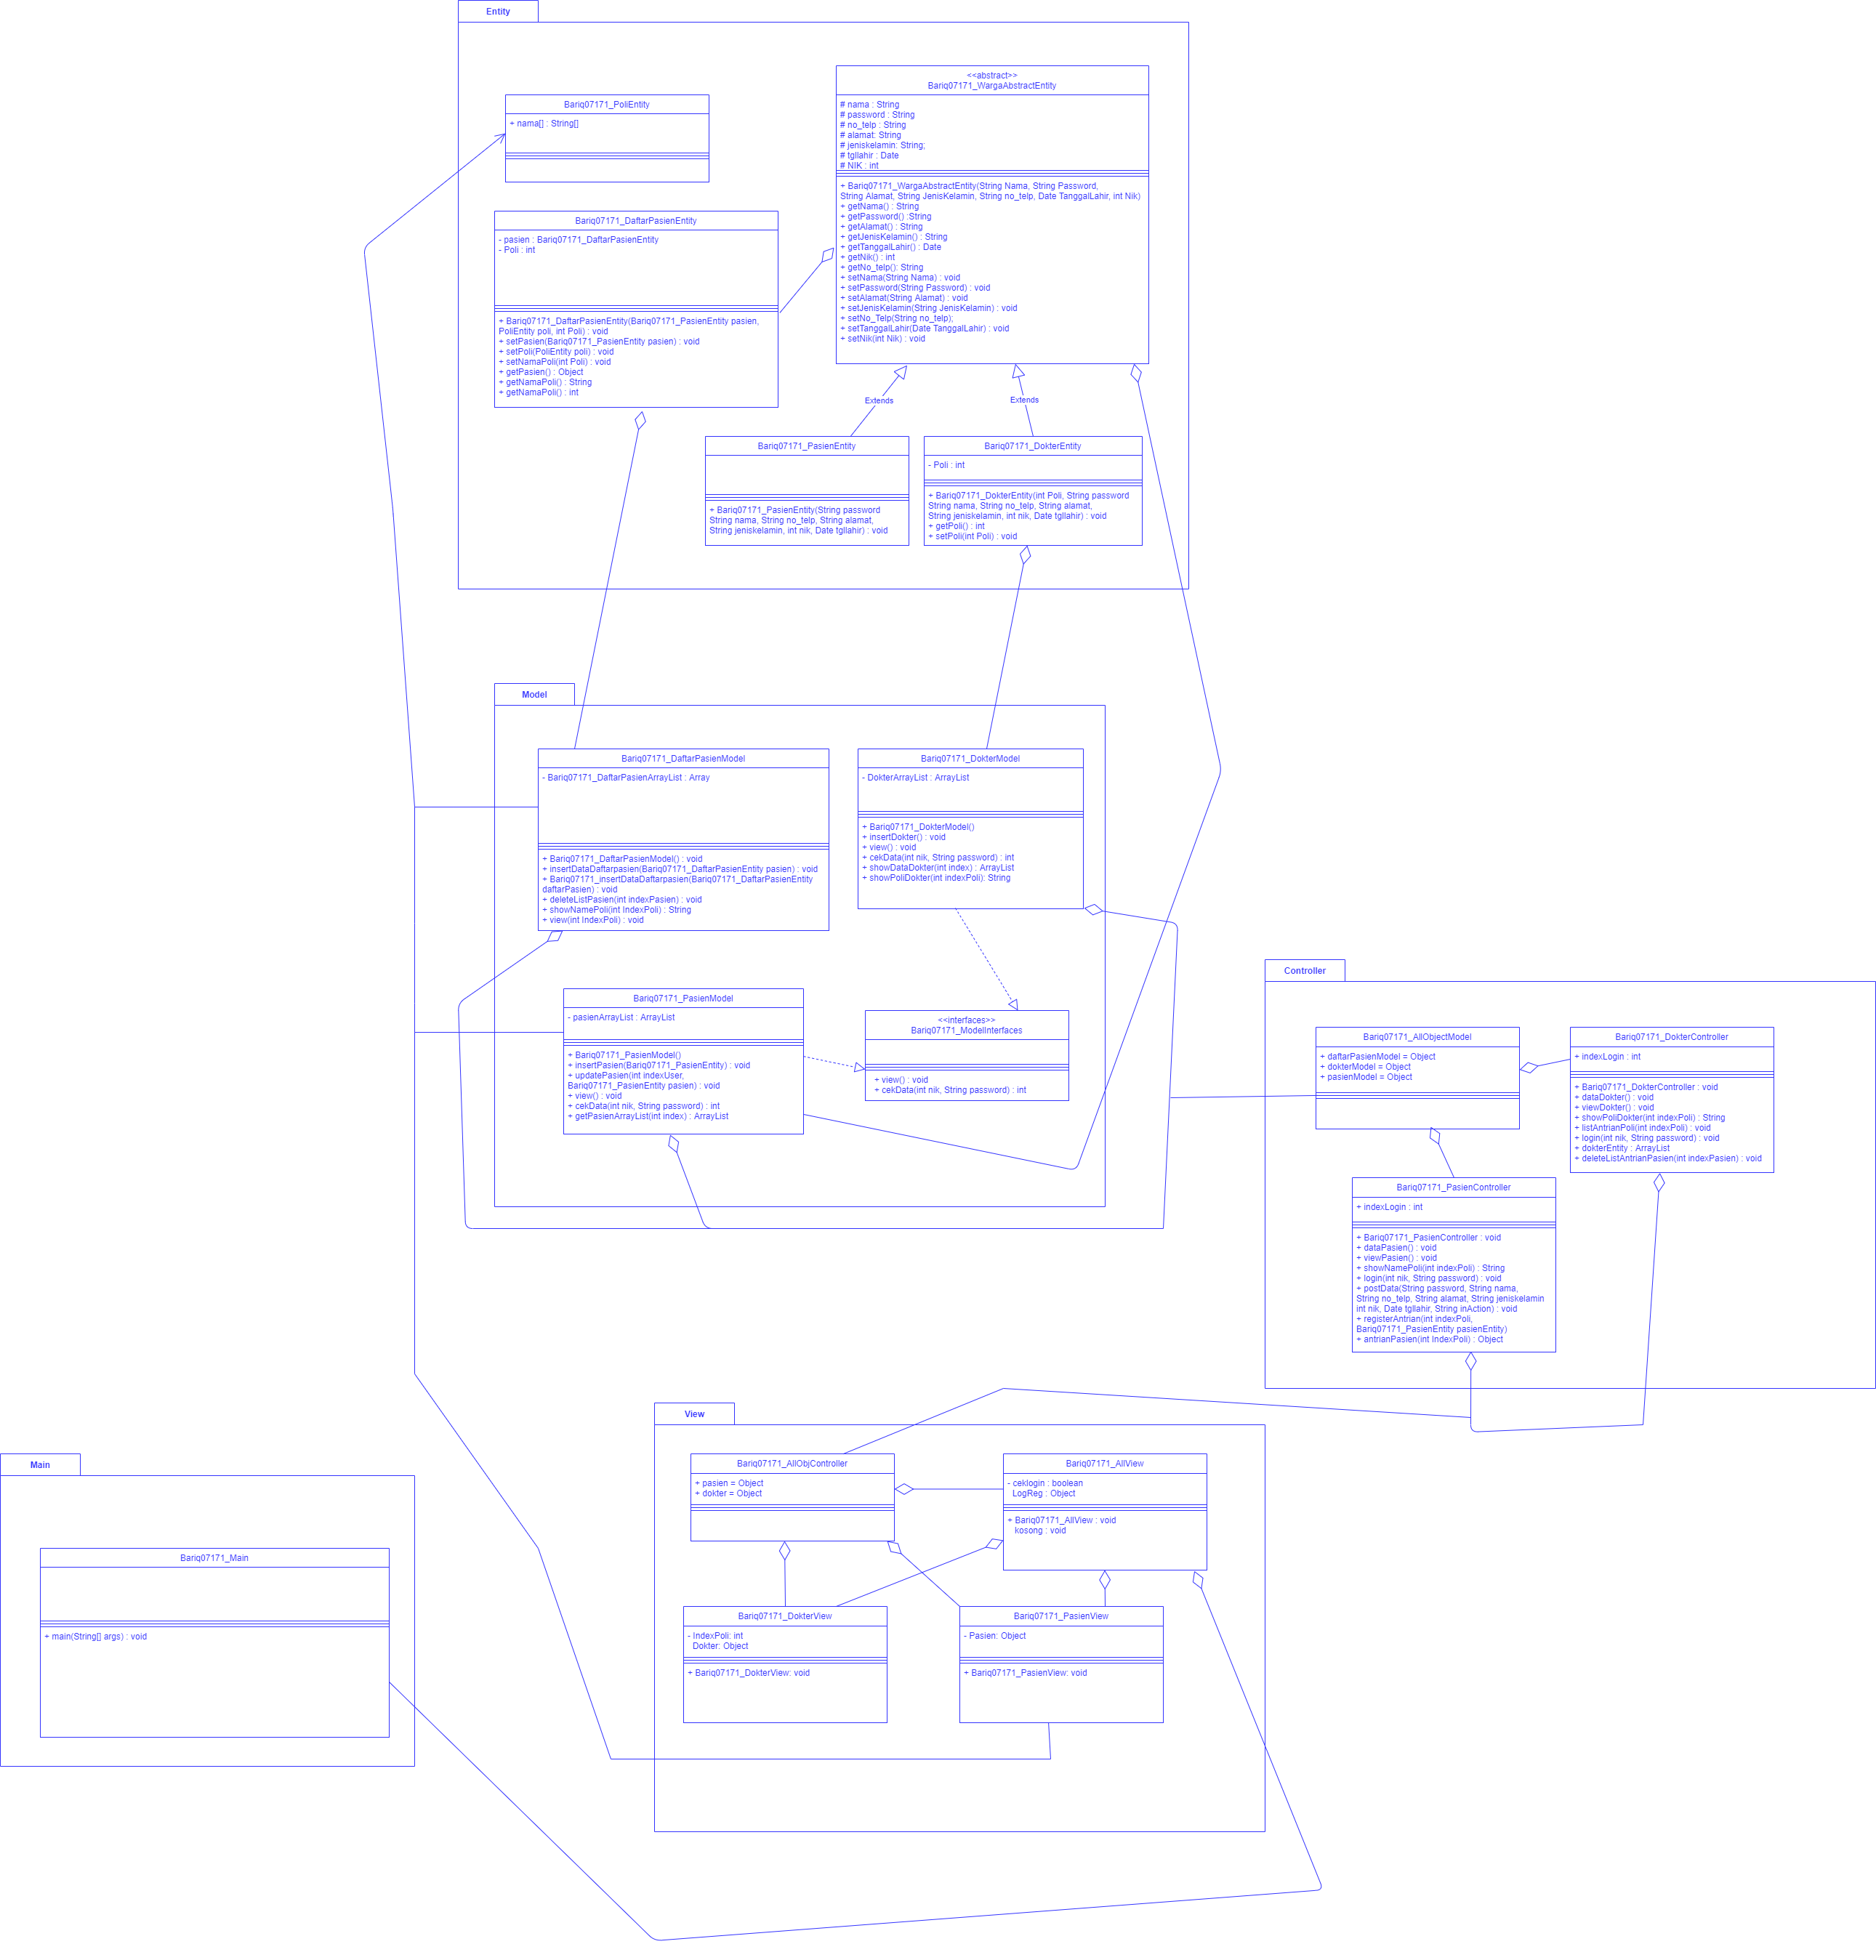 Entity
Bariq07171_PoliEntity
+ nama[] : String[]
<<abstract>>
Bariq07171_WargaAbstractEntity
# nama : String
# password : String
# no_telp : String
# alamat: String
# jeniskelamin: String;
# tgllahir : Date
# NIK : int
+ Bariq07171_WargaAbstractEntity(String Nama, String Password,
String Alamat, String JenisKelamin, String no_telp, Date TanggalLahir, int Nik)
+ getNama() : String
+ getPassword() :String
+ getAlamat() : String
+ getJenisKelamin() : String
+ getTanggalLahir() : Date
+ getNik() : int
+ getNo_telp(): String
+ setNama(String Nama) : void
+ setPassword(String Password) : void
+ setAlamat(String Alamat) : void
+ setJenisKelamin(String JenisKelamin) : void
+ setNo_Telp(String no_telp);
+ setTanggalLahir(Date TanggalLahir) : void
+ setNik(int Nik) : void
Bariq07171_DaftarPasienEntity
- pasien : Bariq07171_DaftarPasienEntity
- Poli : int
+ Bariq07171_DaftarPasienEntity(Bariq07171_PasienEntity pasien,
PoliEntity poli, int Poli) : void
+ setPasien(Bariq07171_PasienEntity pasien) : void
+ setPoli(PoliEntity poli) : void
+ setNamaPoli(int Poli) : void
+ getPasien() : Object
+ getNamaPoli() : String
+ getNamaPoli() : int
Extends
Extends
Bariq07171_PasienEntity
+ Bariq07171_PasienEntity(String password
String nama, String no_telp, String alamat,
String jeniskelamin, int nik, Date tgllahir) : void
Bariq07171_DokterEntity
- Poli : int
+ Bariq07171_DokterEntity(int Poli, String password
String nama, String no_telp, String alamat,
String jeniskelamin, int nik, Date tgllahir) : void
+ getPoli() : int
+ setPoli(int Poli) : void
Model
Bariq07171_DaftarPasienModel
- Bariq07171_DaftarPasienArrayList : Array
+ Bariq07171_DaftarPasienModel() : void
+ insertDataDaftarpasien(Bariq07171_DaftarPasienEntity pasien) : void
+ Bariq07171_insertDataDaftarpasien(Bariq07171_DaftarPasienEntity
daftarPasien) : void
+ deleteListPasien(int indexPasien) : void
+ showNamePoli(int IndexPoli) : String
+ view(int IndexPoli) : void
Bariq07171_DokterModel
- DokterArrayList : ArrayList
+ Bariq07171_DokterModel()
+ insertDokter() : void
+ view() : void
+ cekData(int nik, String password) : int
+ showDataDokter(int index) : ArrayList
+ showPoliDokter(int indexPoli): String
Bariq07171_PasienModel
- pasienArrayList : ArrayList
+ Bariq07171_PasienModel()
+ insertPasien(Bariq07171_PasienEntity) : void
+ updatePasien(int indexUser,
Bariq07171_PasienEntity pasien) : void
+ view() : void
+ cekData(int nik, String password) : int
+ getPasienArrayList(int index) : ArrayList
<<interfaces>>
Bariq07171_ModelInterfaces
+ view() : void
+ cekData(int nik, String password) : int
Controller
Bariq07171_AllObjectModel
+ daftarPasienModel = Object
+ dokterModel = Object
+ pasienModel = Object
Bariq07171_DokterController
+ indexLogin : int
+ Bariq07171_DokterController : void
+ dataDokter() : void
+ viewDokter() : void
+ showPoliDokter(int indexPoli) : String
+ listAntrianPoli(int indexPoli) : void
+ login(int nik, String password) : void
+ dokterEntity : ArrayList
+ deleteListAntrianPasien(int indexPasien) : void
Bariq07171_PasienController
+ indexLogin : int
+ Bariq07171_PasienController : void
+ dataPasien() : void
+ viewPasien() : void
+ showNamePoli(int indexPoli) : String
+ login(int nik, String password) : void
+ postData(String password, String nama,
String no_telp, String alamat, String jeniskelamin
int nik, Date tgllahir, String inAction) : void
+ registerAntrian(int indexPoli,
Bariq07171_PasienEntity pasienEntity)
+ antrianPasien(int IndexPoli) : Object
View
Bariq07171_AllObjController
+ pasien = Object
+ dokter = Object
Bariq07171_AllView
- ceklogin : boolean
LogReg : Object
+ Bariq07171_AllView : void
kosong : void
Bariq07171_DokterView
- IndexPoli: int
Dokter: Object
+ Bariq07171_DokterView: void
Bariq07171_PasienView
- Pasien: Object
+ Bariq07171_PasienView: void
Main
Bariq07171_Main
+ main(String[] args) : void